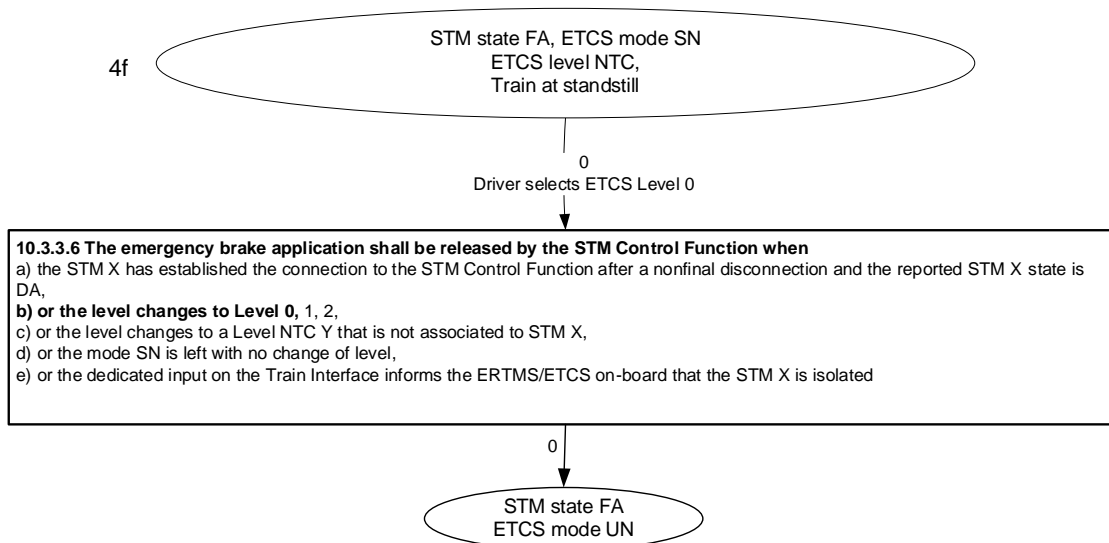 4f
STM state FA, ETCS mode SN
ETCS level NTC,
Train at standstill
0
Driver selects ETCS Level 0
10.3.3.6 The emergency brake application shall be released by the STM Control Function when
a) the STM X has established the connection to the STM Control Function after a nonfinal disconnection and the reported STM X state is
DA,
b) or the level changes to Level 0, 1, 2,
c) or the level changes to a Level NTC Y that is not associated to STM X,
d) or the mode SN is left with no change of level,
e) or the dedicated input on the Train Interface informs the ERTMS/ETCS on-board that the STM X is isolated
0
STM state FA
ETCS mode UN